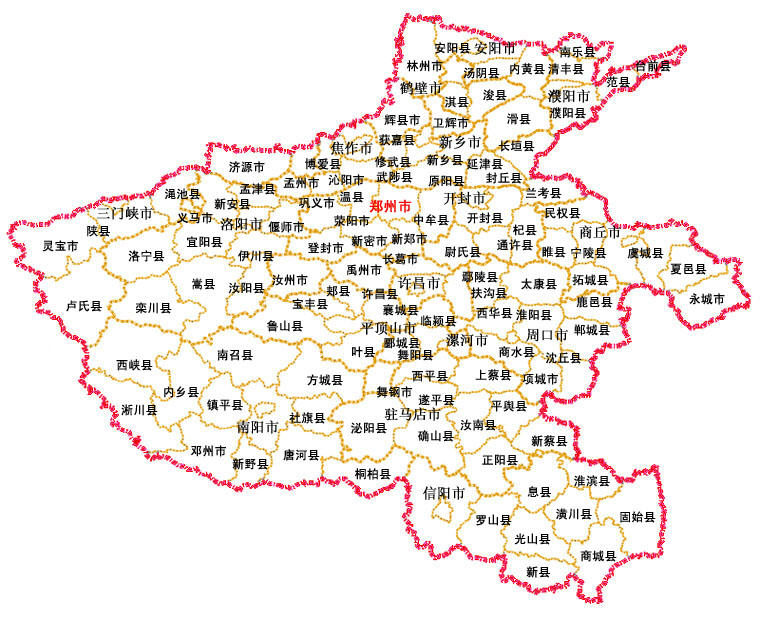 安阳县 安阳市 南乐县
林州市 汤阴县 内黄县 清丰县 范县 台前县
鹤壁市 淇县 浚县 濮阳市
辉县市 卫辉市 滑县 濮阳县
焦作市 获嘉县 新乡市 长垣县
济源市 博爱县 修武县 新乡县 延津县
渑池县 孟津县 孟州市 沁阳市 武陟县 原阳县 封丘县 兰考县
三门峡市 义马市 新安县 洛阳市 巩义市 温县 郑州市 开封市 民权县
陕县 偃师市 荥阳市 中牟县 开封县 杞县 商丘市
灵宝市 洛宁县 宜阳县 伊川县 登封市 新密市 新郑市 尉氏县 通许县 睢县 宁陵县 虞城县
长葛市 夏邑县
卢氏县 栾川县 嵩县 汝阳县 汝州市 禹州市 许昌市 鄢陵县 太康县 拓城县 永城市
宝丰县 郏县 许昌县 扶沟县 鹿邑县
鲁山县 襄城县 临颍县 西华县 淮阳县 郸城县
平顶山市 郾城县 漯河市 周口市
西峡县 南召县 叶县 舞阳县 商水县 沈丘县
内乡县 方城县 舞钢市 西平县 上蔡县 项城市
淅川县 镇平县 社旗县 遂平县 平舆县
南阳市 泌阳县 驻马店市 汝南县
邓州市 新野县 唐河县 确山县 新蔡县
桐柏县 正阳县
信阳市 息县 淮滨县
罗山县 潢川县 固始县
光山县 商城县
新县